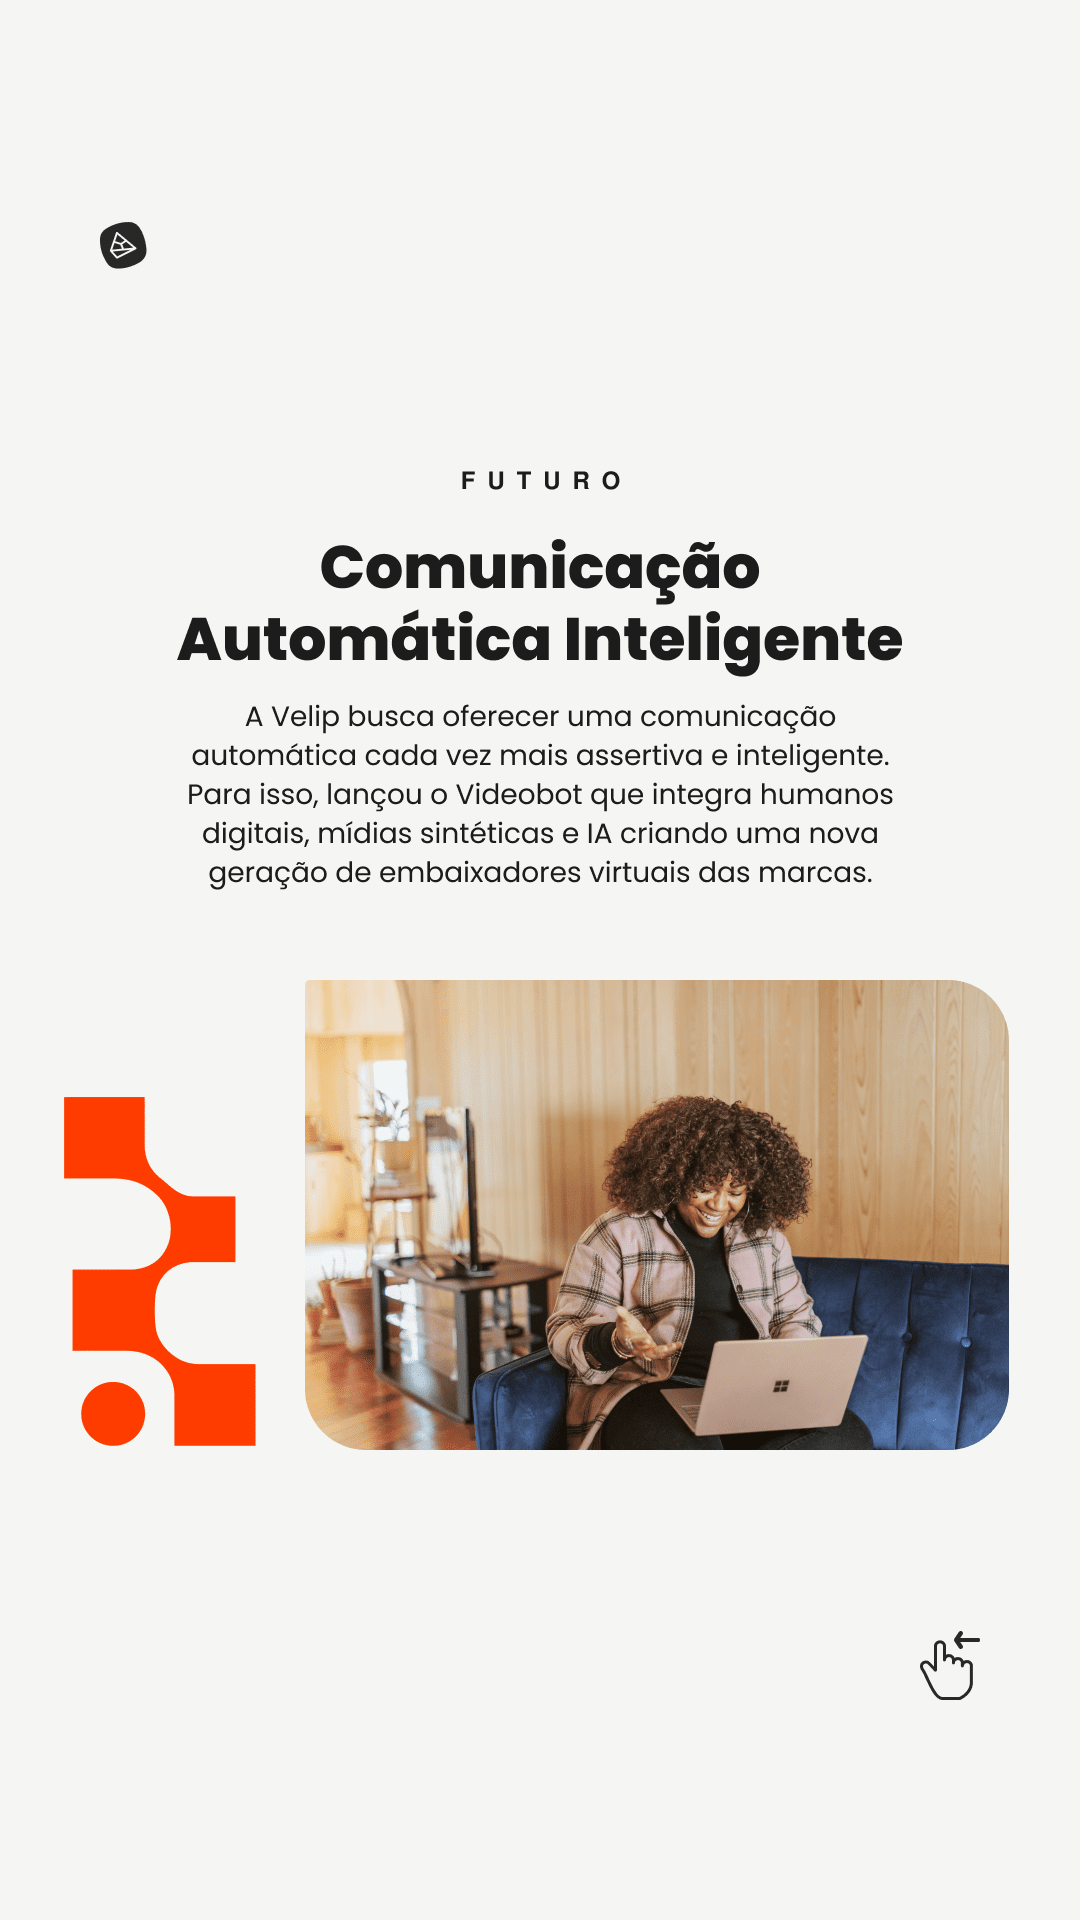 FUTURO
Comunicação
Automática Inteligente
A Velip busca oferecer uma comunicação
automática cada vez mais assertiva e inteligente.
Para isso, lançou o Videobot que integra humanos
digitais, mídias sintéticas e IA criando uma nova
geração de embaixadores virtuais das marcas.